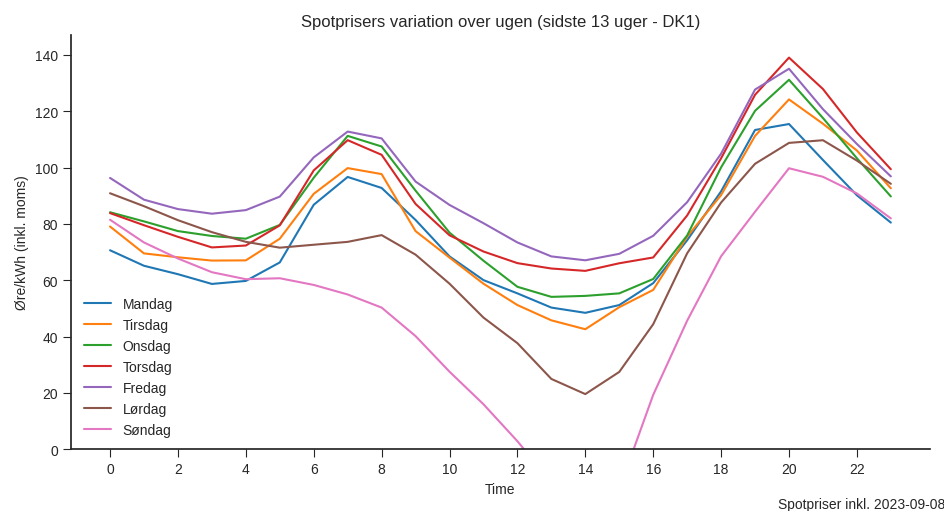 Spotprisers variation over ugen (sidste 13 uger - DK1)
Øre/kWh (inkl. moms)
140
120
100
80
60
40
20
0
Mandag
Tirsdag
Onsdag
Torsdag
Fredag
Lørdag
Søndag
0 2 4 6 8 10 12 14 16 18 20 22
Time
Spotpriser inkl. 2023-09-08